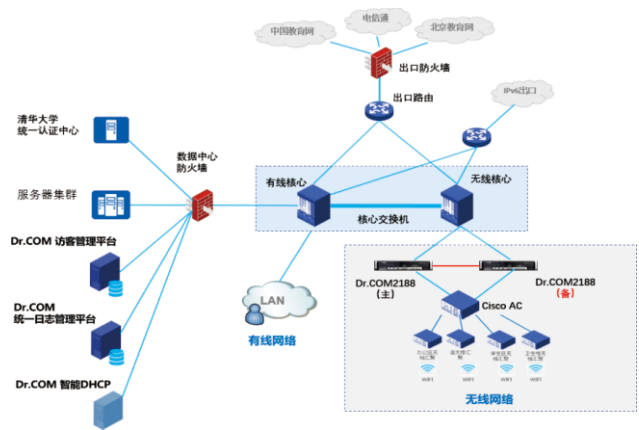 电信通
中国教育网
北京教育网
出口防火墙
出口路由
IPv6出口
清华大学
统一认证中心
数据中心
防火墙
有线核心
无线核心
服务器集群
核心交换机
Dr.COM 访客管理平台
Dr.COM2188
（主）
Dr.COM2188
（备）
LAN
Cisco AC
Dr.COM
统一日志管理平台
有线网络
WIFI
WIFI
WIFI
WIFI
Dr.COM 智能DHCP
无线网络